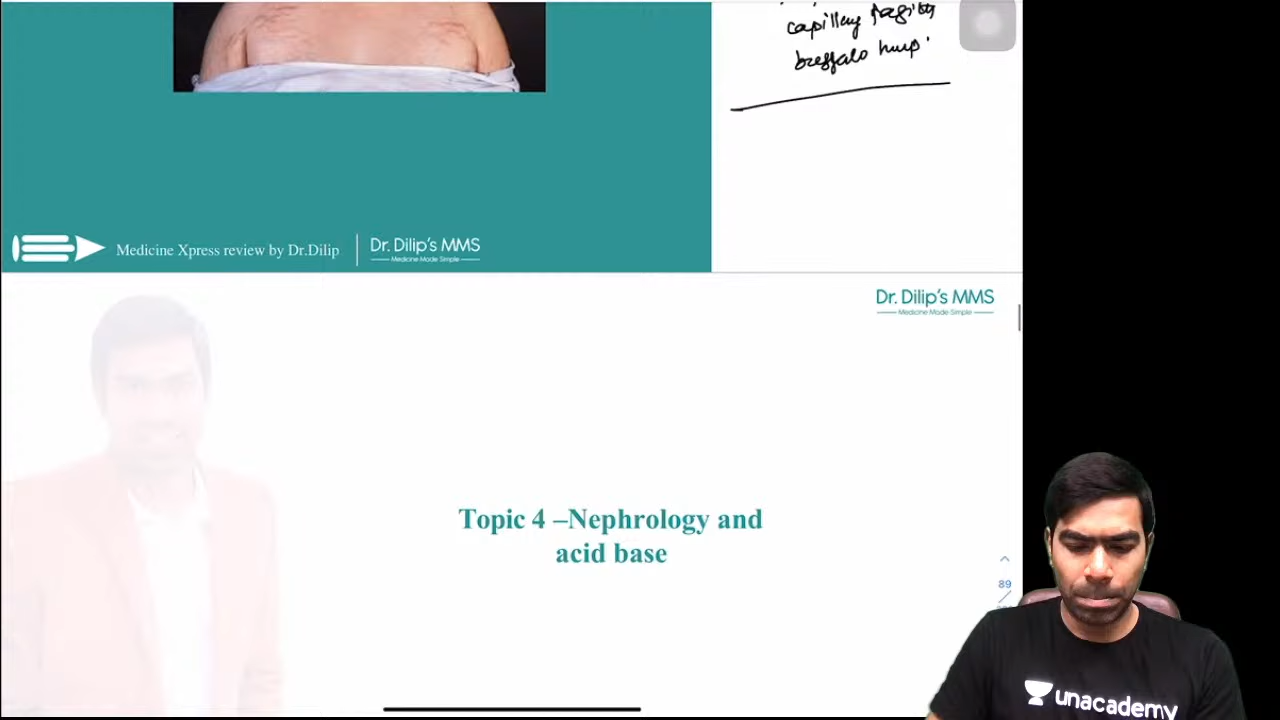 capillary fragility
buffalo hump
Medicine Xpress review by Dr.Dilip
Dr. Dilip's MMS
Medicine Made Simple
Dr. Dilip's MMS
Medicine Made Simple
Topic 4 –Nephrology and
acid base
89
unacademy